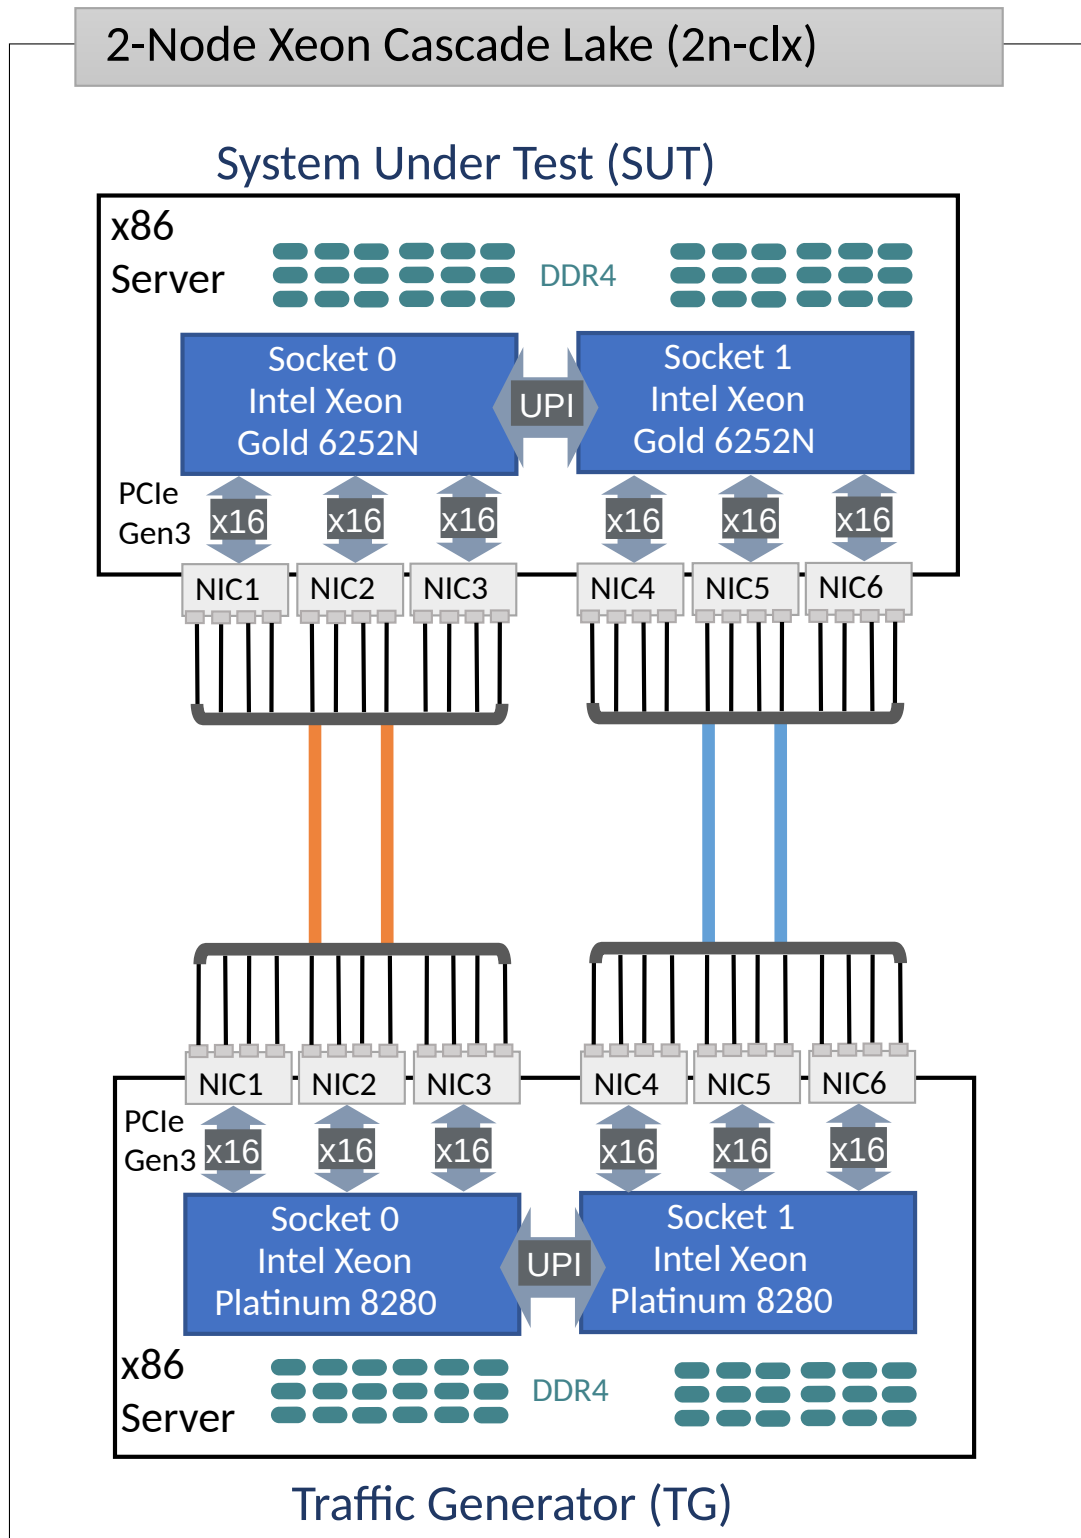 2-Node Xeon Cascade Lake (2n-clx)
System Under Test (SUT)
x86
Server
DDR4
Socket 0
Intel Xeon
Gold 6252N
UPI
Socket 1
Intel Xeon
Gold 6252N
PCIe
Gen3
x16
x16
x16
x16
x16
x16
NIC1
NIC2
NIC3
NIC4
NIC5
NIC6
NIC1
NIC2
NIC3
NIC4
NIC5
NIC6
PCIe
Gen3
x16
x16
x16
x16
x16
x16
Socket 0
Intel Xeon
Platinum 8280
UPI
Socket 1
Intel Xeon
Platinum 8280
x86
Server
DDR4
Traffic Generator (TG)